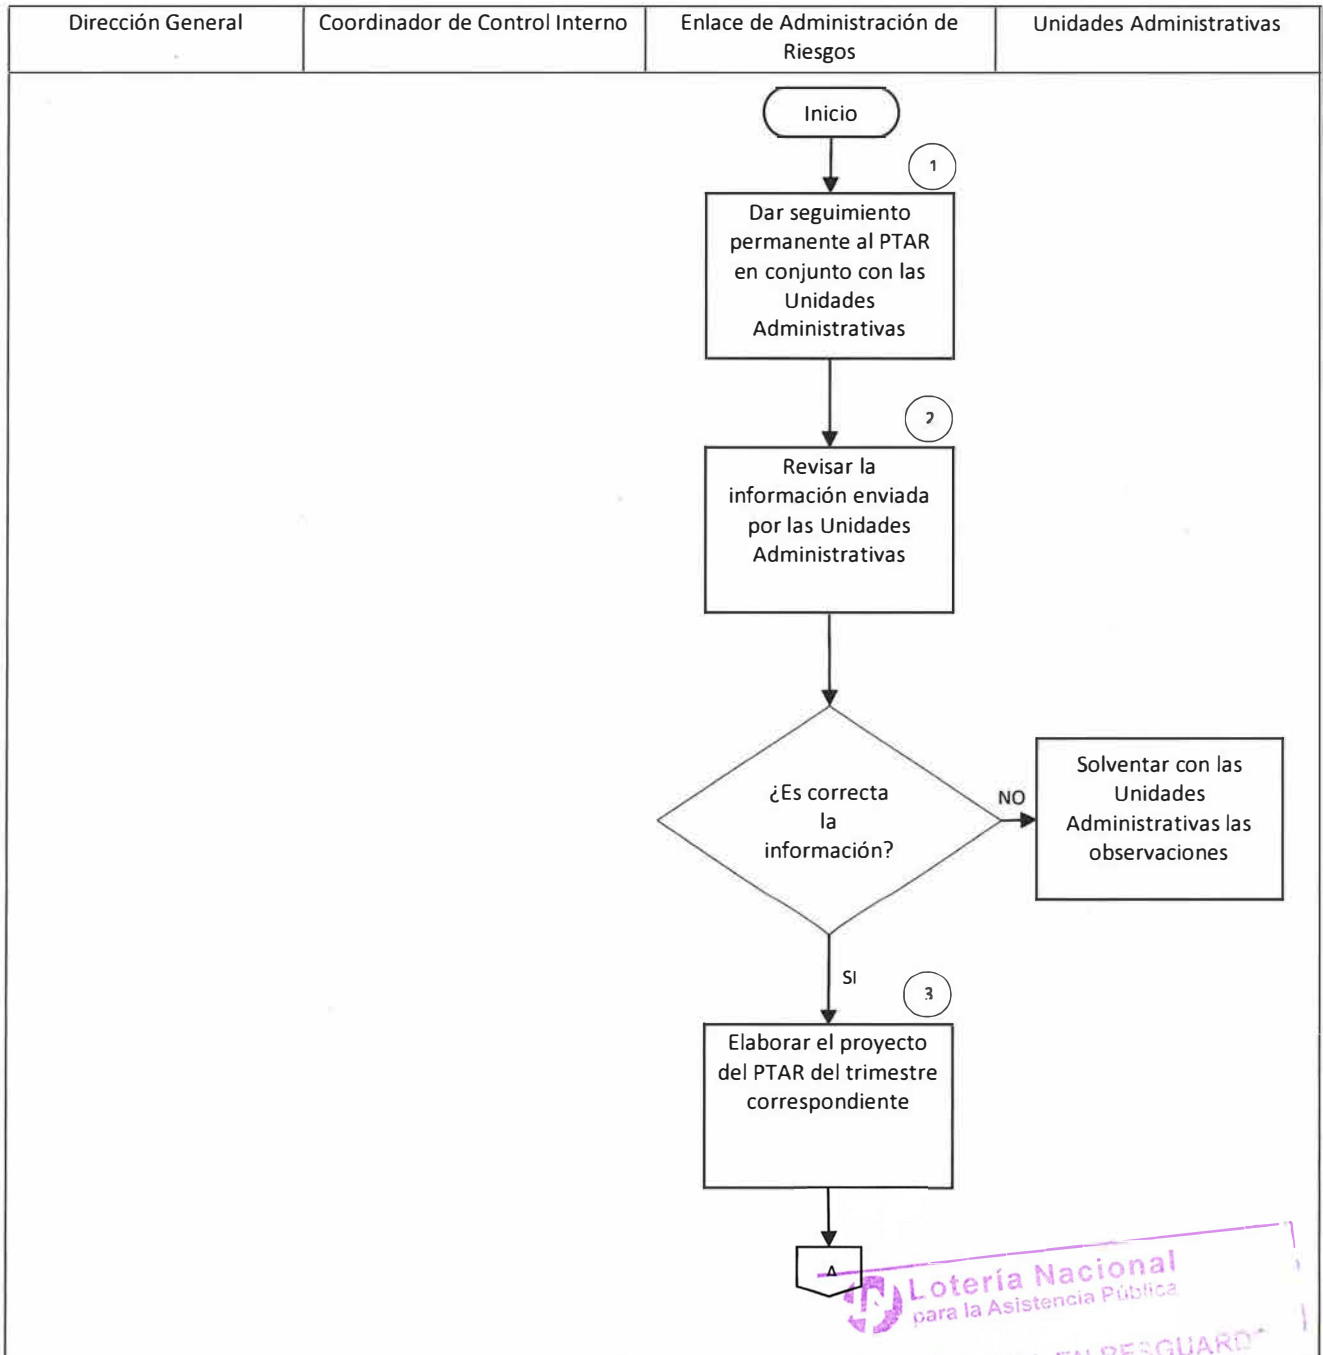 Dirección General
Coordinador de Control Interno
Enlace de Administración de
Riesgos
Unidades Administrativas
Inicio
1
Dar seguimiento
permanente al PTAR
en conjunto con las
Unidades
Administrativas
2
Revisar la
información enviada
por las Unidades
Administrativas
¿Es correcta
la
información?
NO
Solventar con las
Unidades
Administrativas las
observaciones
SI
3
Elaborar el proyecto
del PTAR del trimestre
correspondiente
A
Lotería Nacional
para la Asistencia Pública
EN RESGUARD